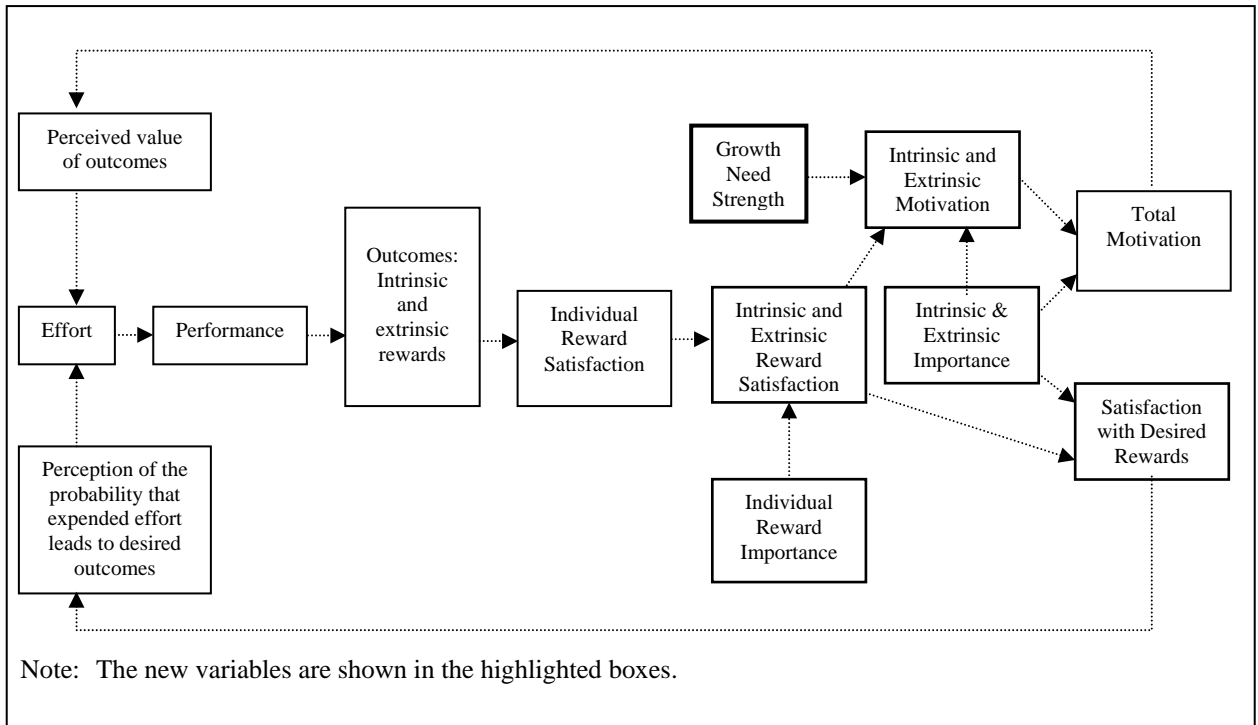 Perceived value
of outcomes
Effort
Perception of the
probability that
expended effort
leads to desired
outcomes
Performance
Outcomes:
Intrinsic
and
extrinsic
rewards
Individual
Reward
Satisfaction
Intrinsic and
Extrinsic
Reward
Satisfaction
Individual
Reward
Importance
Growth
Need
Strength
Intrinsic and
Extrinsic
Motivation
Intrinsic &
Extrinsic
Importance
Total
Motivation
Satisfaction
with Desired
Rewards
Note: The new variables are shown in the highlighted boxes.